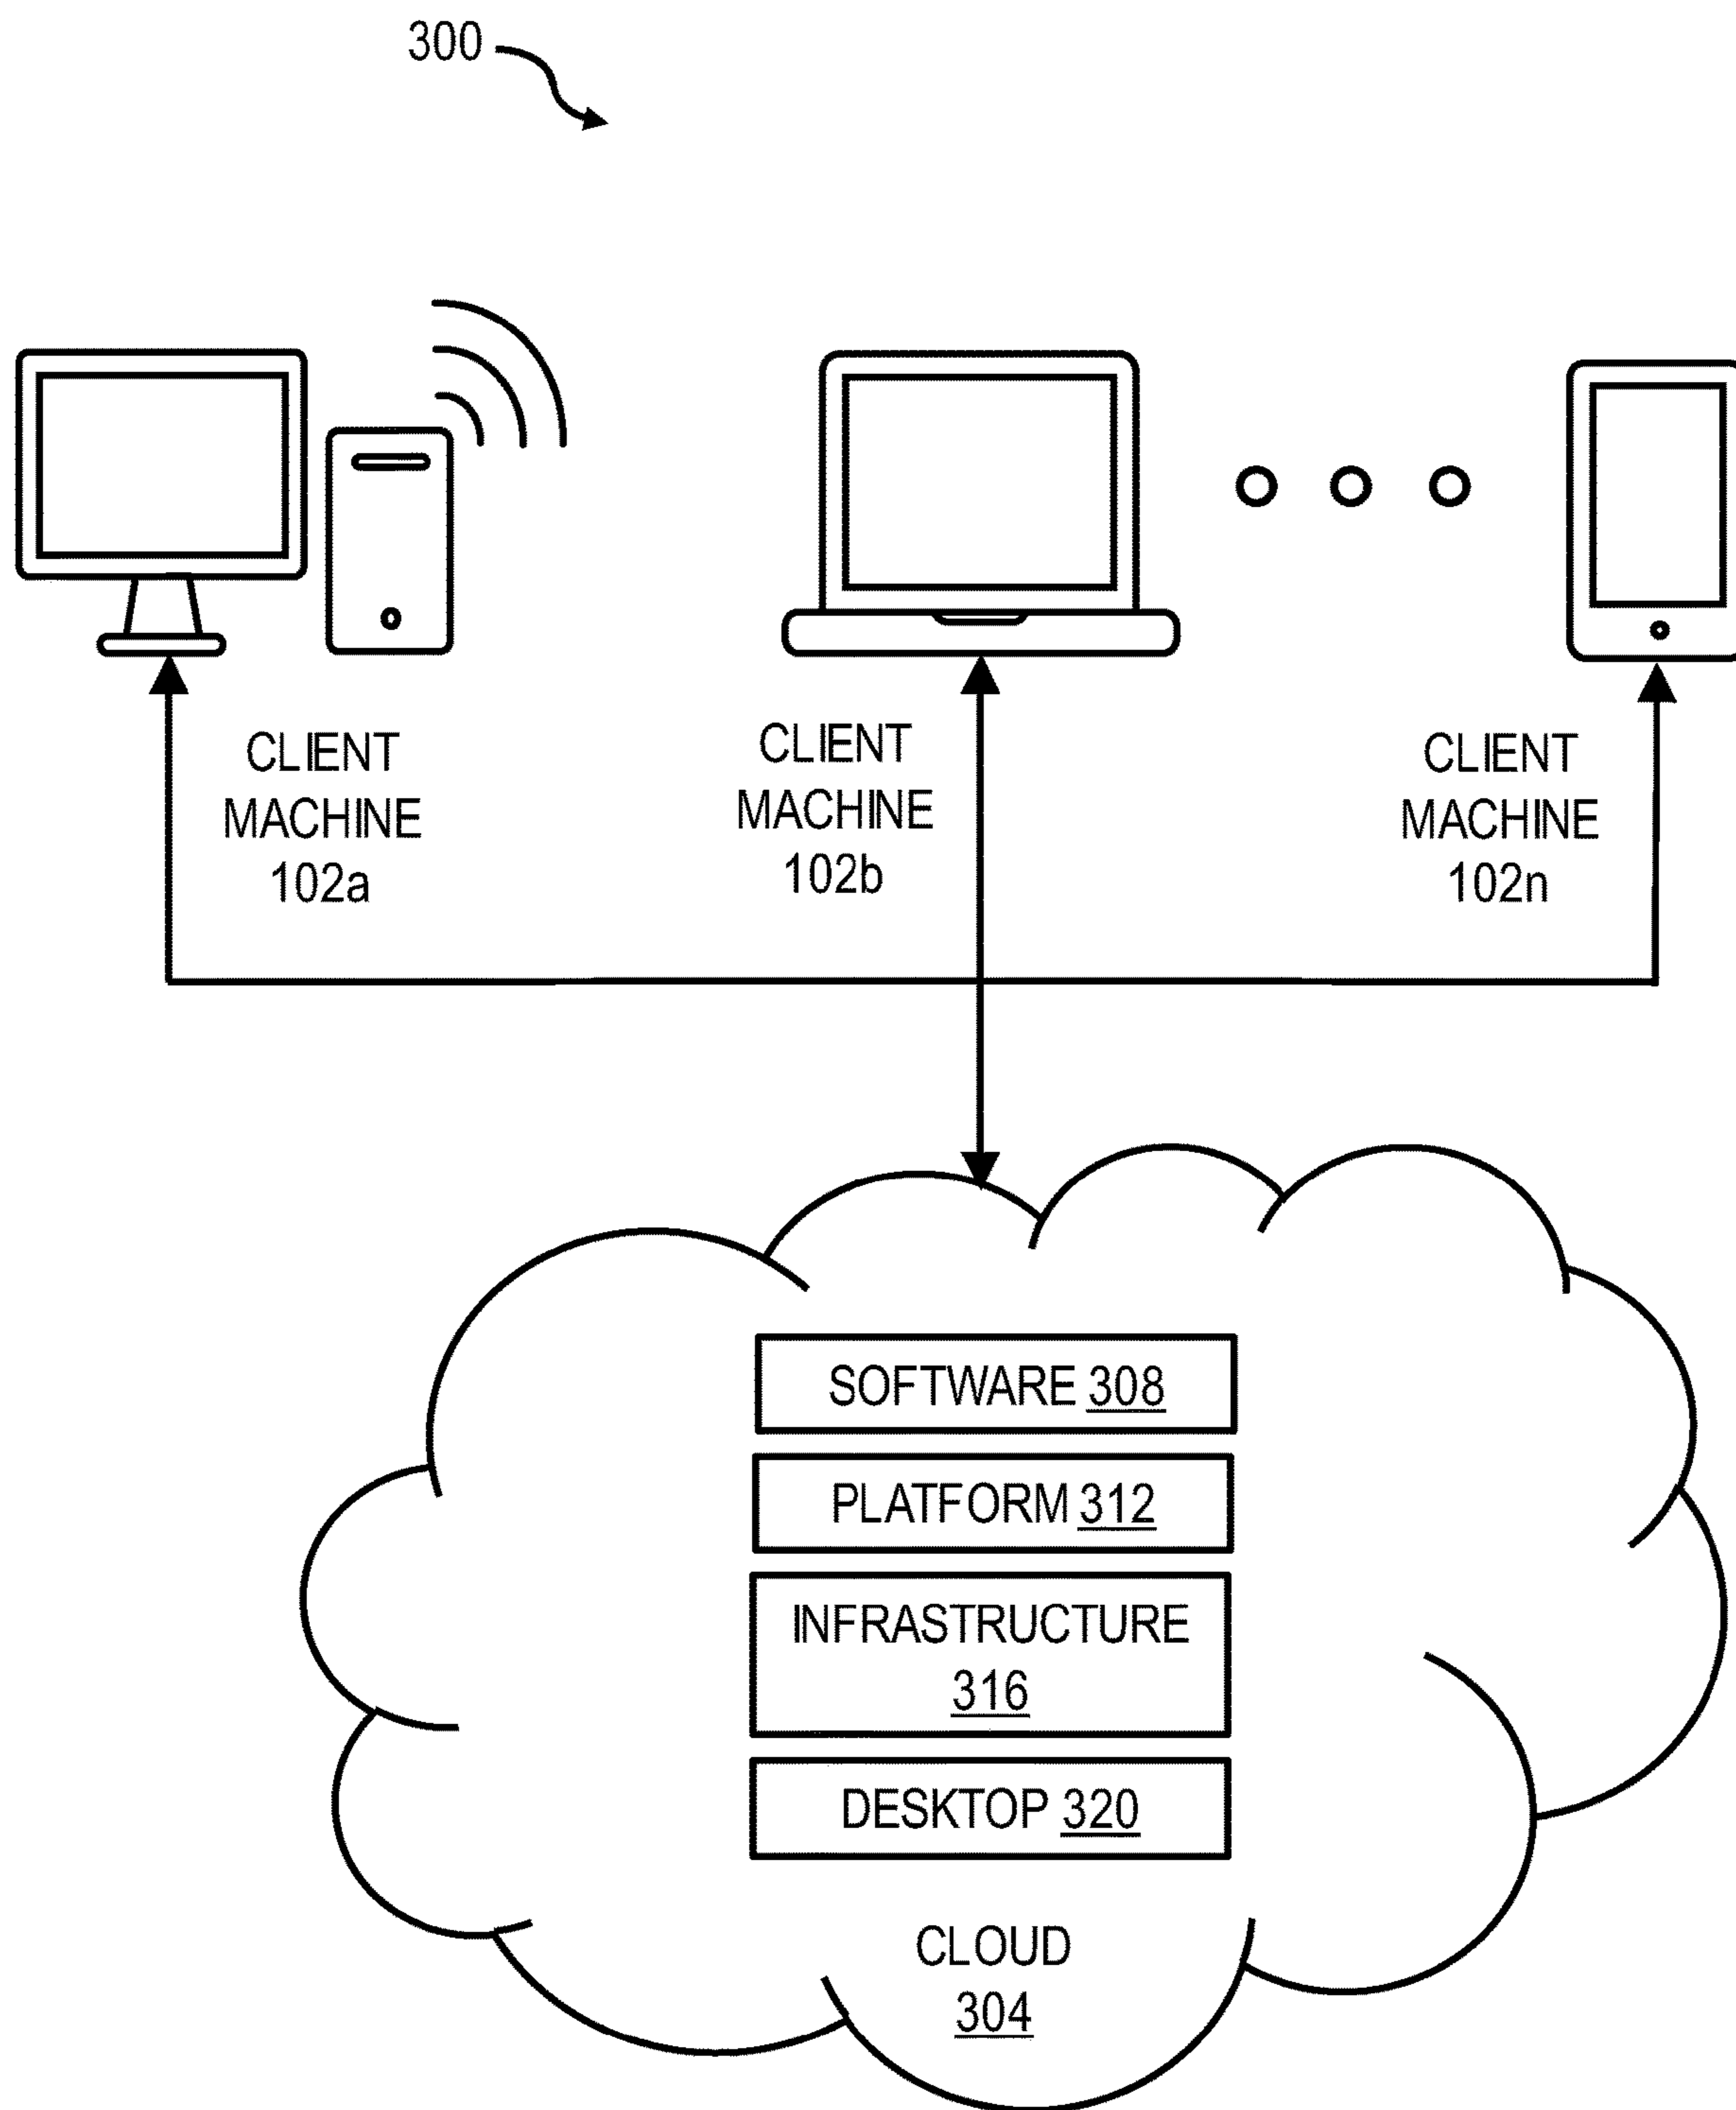 300
CLIENT
MACHINE
102a
CLIENT
MACHINE
102b
CLIENT
MACHINE
102n
SOFTWARE 308
PLATFORM 312
INFRASTRUCTURE
316
DESKTOP 320
CLOUD
304